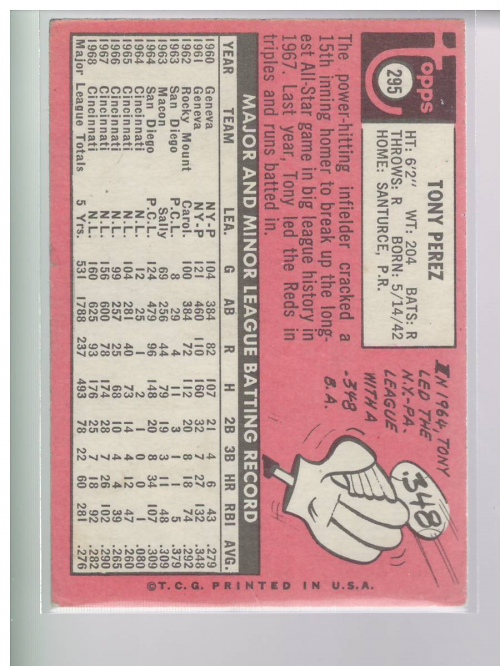 Topps
295
TONY PEREZ
HT: 6'2" WT: 204 BATS: R
THROWS: R BORN: 5/14/42
HOME: SANTURCE, P.R.
The power-hitting infielder cracked a
15th inning homer to break up the long-
est All-Star game in big league history in
1967. Last year, Tony led the Reds in
triples and runs batted in.
IN 1961, TONY
LED THE
N.Y.-PA.
LEAGUE
WITH A
.348
B.A.
.348
MAJOR AND MINOR LEAGUE BATTING RECORD
YEAR TEAM LEA. G AB R H 2B 3B HR RBI AVG.
1960 Geneva NY-P 104 384 82 107 21 4 6 43 .279
1961 Geneva NY-P 121 460 110 160 32 7 27 132 .348
1962 Rocky Mount Carol. 100 384 72 112 20 8 18 74 .292
1963 San Diego P.C.L. 8 29 4 11 3 1 1 5 .379
1963 Macon Sally 69 256 44 79 19 3 11 48 .309
1964 San Diego P.C.L. 124 479 96 148 20 8 34 107 .309
1964 Cincinnati N.L. 12 25 1 2 1 0 0 1 .080
1965 Cincinnati N.L. 104 281 40 73 14 4 12 47 .260
1966 Cincinnati N.L. 99 257 25 68 10 4 4 39 .265
1967 Cincinnati N.L. 156 600 78 174 28 7 26 102 .290
1968 Cincinnati N.L. 160 625 93 176 25 7 18 92 .282
Major League Totals 5 Yrs. 531 1788 237 493 78 22 60 281 .276
©T.C.G. PRINTED IN U.S.A.